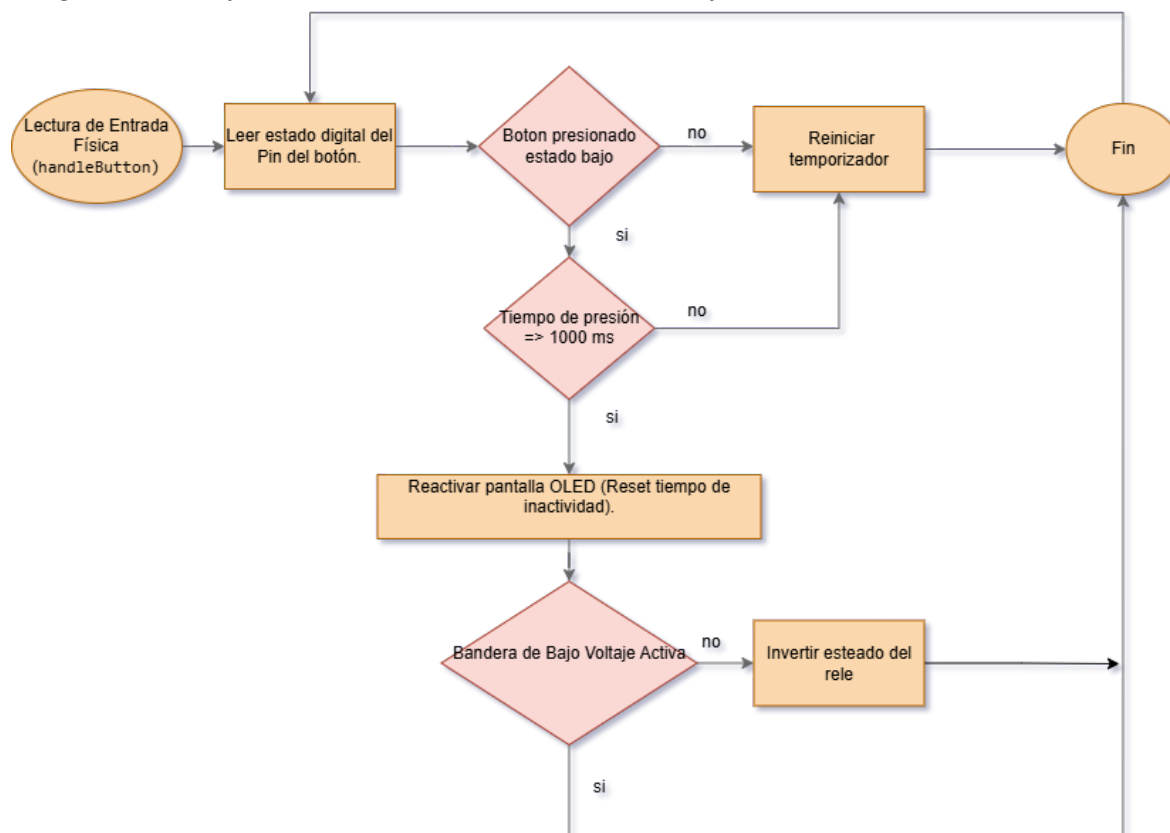 Lectura de Entrada
Física
(handleButton)
Leer estado digital del
Pin del botón.
Boton presionado
estado bajo
no
Reiniciar
temporizador
Fin
si
Tiempo de presión
=> 1000 ms
no
si
Reactivar pantalla OLED (Reset tiempo de
inactividad).
Bandera de Bajo Voltaje Activa
no
Invertir esteado del
rele
si